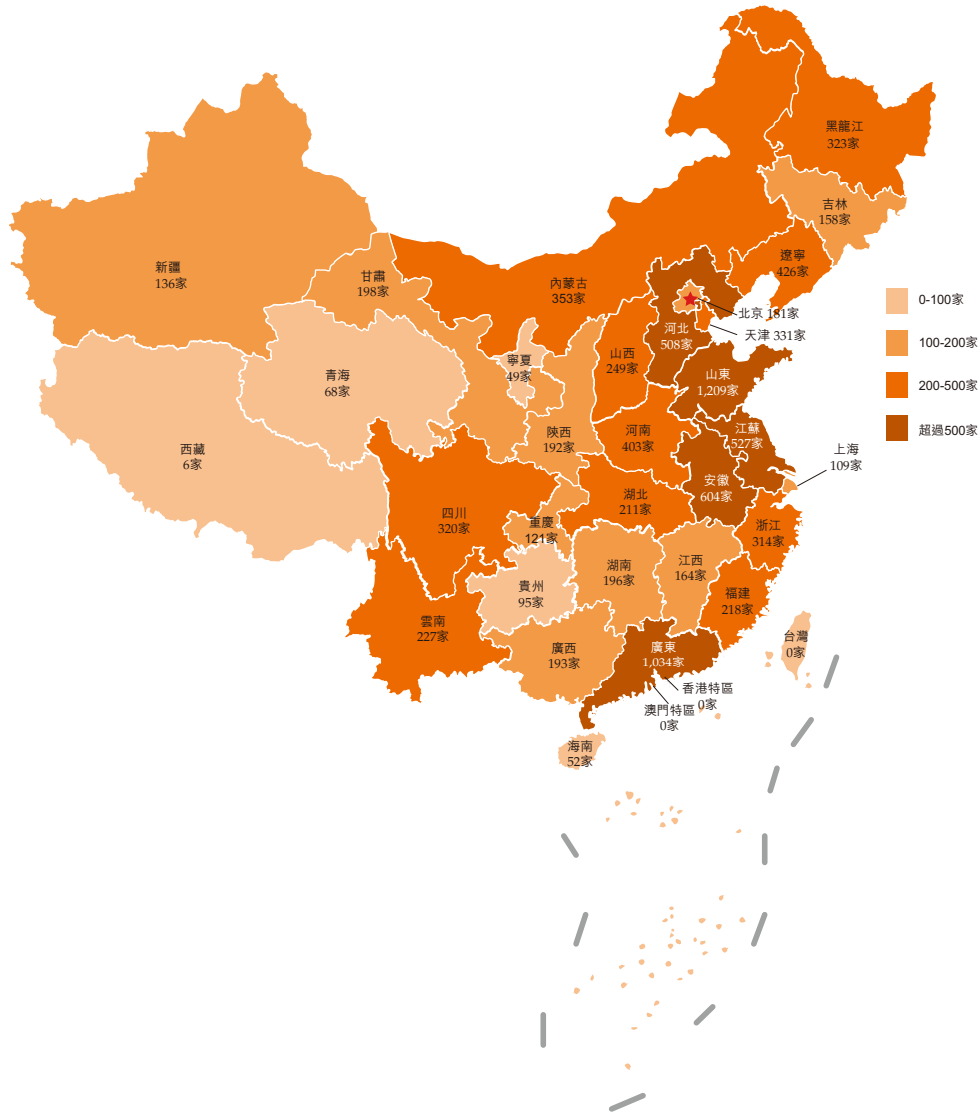 黑龍江
323家
吉林
158家
遼寧
426家
新疆
136家
甘肅
198家
內蒙古
353家
北京 181家
天津 331家
河北
508家
山西
249家
寧夏
49家
青海
68家
山東
1,209家
陝西
192家
河南
403家
江蘇
527家
上海
109家
西藏
6家
安徽
604家
四川
320家
重慶
121家
湖北
211家
浙江
314家
湖南
196家
江西
164家
貴州
95家
福建
218家
雲南
227家
廣西
193家
廣東
1,034家
台灣
0家
香港特區
0家
澳門特區
0家
海南
52家
0-100家
100-200家
200-500家
超過500家